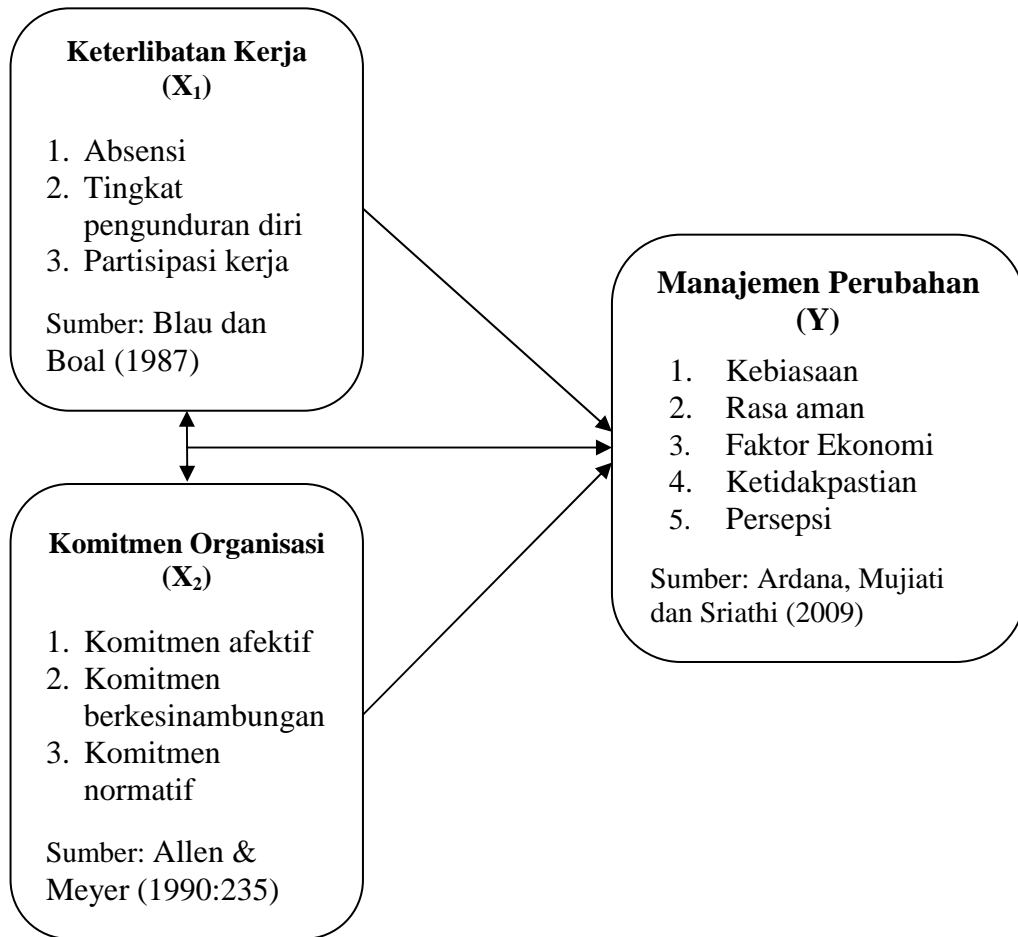 Keterlibatan Kerja
(X₁)
1. Absensi
2. Tingkat
pengunduran diri
3. Partisipasi kerja
Sumber: Blau dan
Boal (1987)
Manajemen Perubahan
(Y)
1. Kebiasaan
2. Rasa aman
3. Faktor Ekonomi
4. Ketidakpastian
5. Persepsi
Sumber: Ardana, Mujiati
dan Sriathi (2009)
Komitmen Organisasi
(X₂)
1. Komitmen afektif
2. Komitmen
berkesinambungan
3. Komitmen
normatif
Sumber: Allen &
Meyer (1990:235)